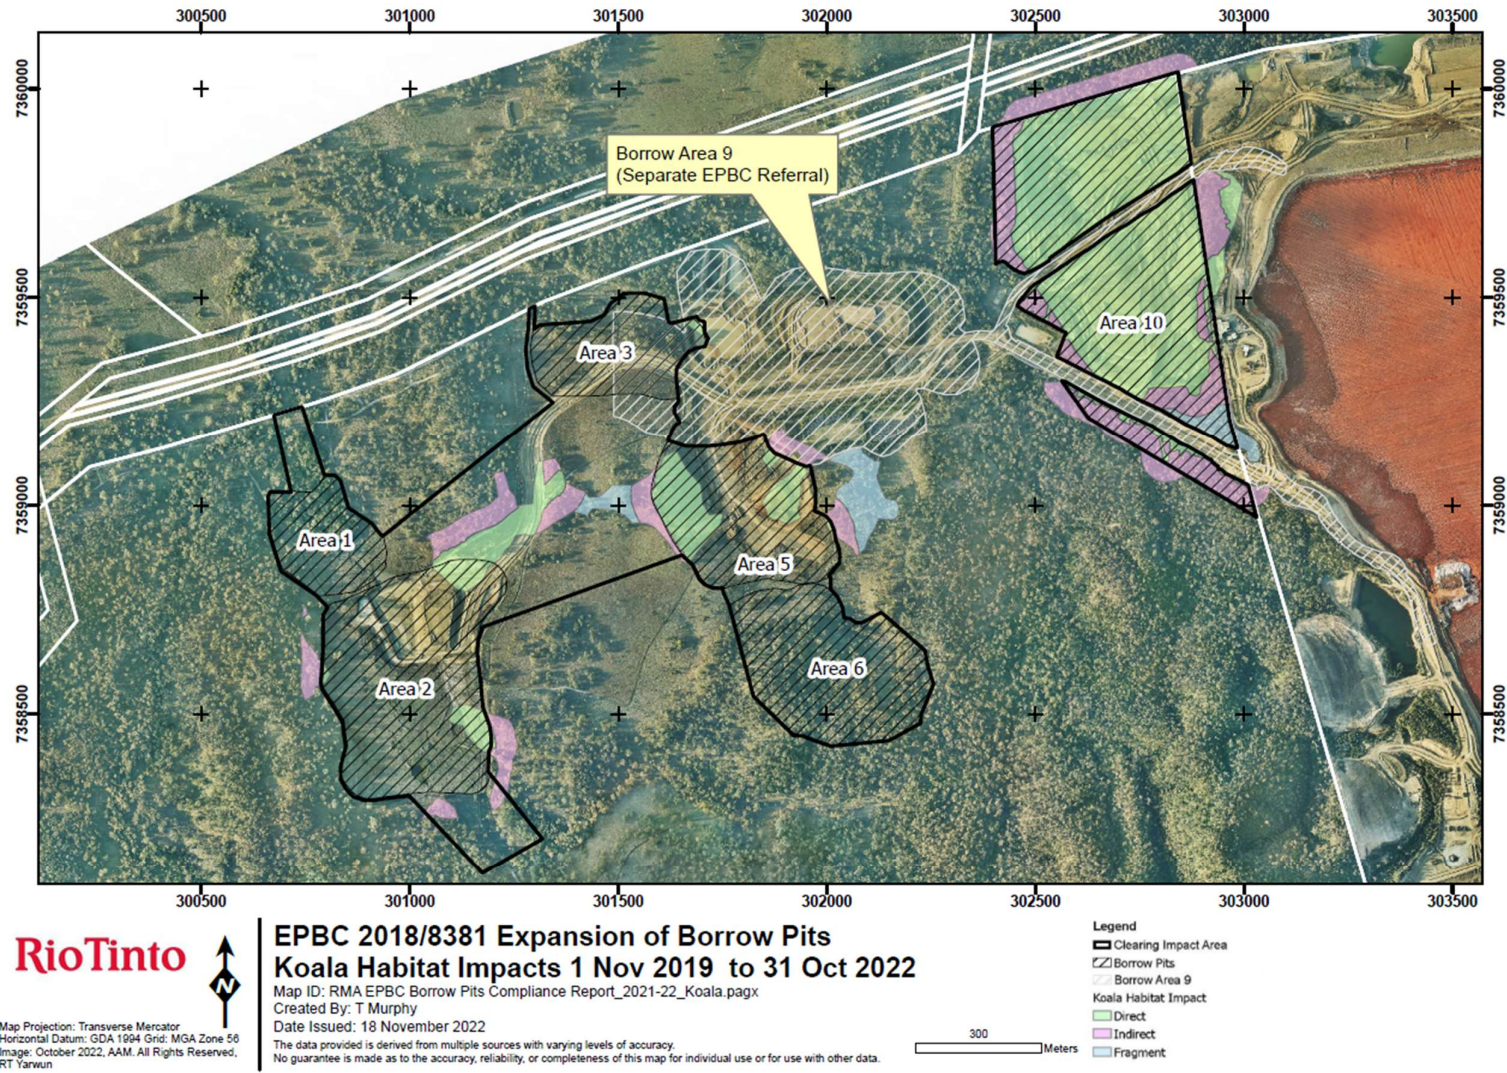 300500 301000 301500 302000 302500 303000 303500
7360000 7360000
Borrow Area 9
(Separate EPBC Referral)
7359500 7359500
Area 10
Area 3
7359000 7359000
Area 1
Area 5
Area 6
Area 2
7358500 7358500
300500 301000 301500 302000 302500 303000 303500
RioTinto
N
Map Projection: Transverse Mercator
Horizontal Datum: GDA 1994 Grid: MGA Zone 56
Image: October 2022, AAM. All Rights Reserved,
RT Yarwun
EPBC 2018/8381 Expansion of Borrow Pits
Koala Habitat Impacts 1 Nov 2019 to 31 Oct 2022
Map ID: RMA EPBC Borrow Pits Compliance Report_2021-22_Koala.pagx
Created By: T Murphy
Date Issued: 18 November 2022
The data provided is derived from multiple sources with varying levels of accuracy.
No guarantee is made as to the accuracy, reliability, or completeness of this map for individual use or for use with other data.
300
Meters
Legend
Clearing Impact Area
Borrow Pits
Borrow Area 9
Koala Habitat Impact
Direct
Indirect
Fragment